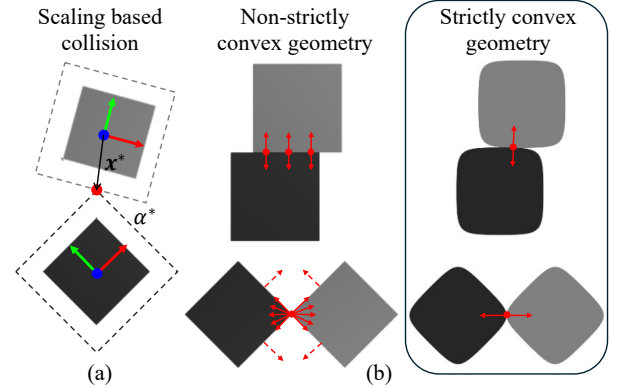 Scaling based
collision
Non-strictly
convex geometry
Strictly convex
geometry
x*
α*
(a)
(b)